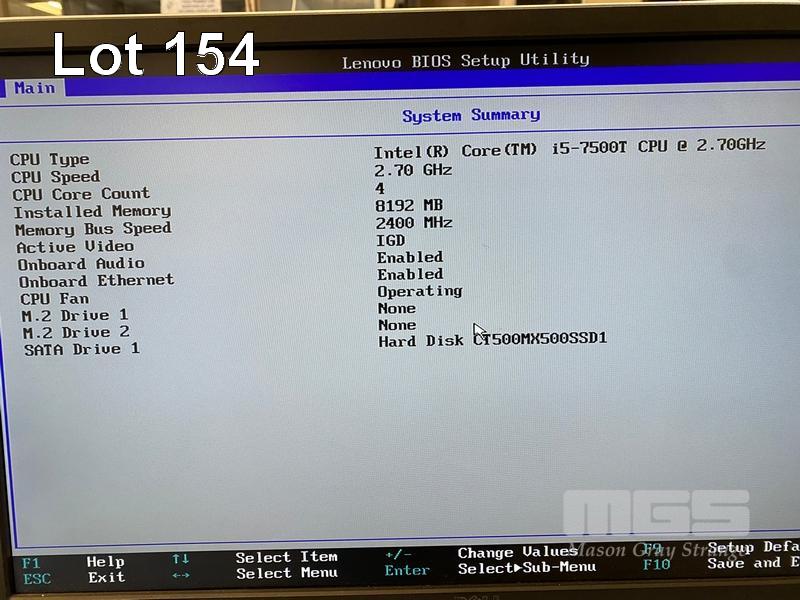 Lot 154
Lenovo BIOS Setup Utility
Main
System Summary
CPU Type Intel(R) Core(TM) i5-7500T CPU @ 2.70GHz
CPU Speed 2.70 GHz
CPU Core Count 4
Installed Memory 8192 MB
Memory Bus Speed 2400 MHz
Active Video IGD
Onboard Audio Enabled
Onboard Ethernet Enabled
CPU Fan Operating
M.2 Drive 1 None
M.2 Drive 2 None
SATA Drive 1 Hard Disk CT500MX500SSD1
MGS
Mason Gray Strange
F1 Help ↑↓ Select Item +/- Change Values F9 Setup Defa
ESC Exit ←→ Select Menu Enter Select▶Sub-Menu F10 Save and E